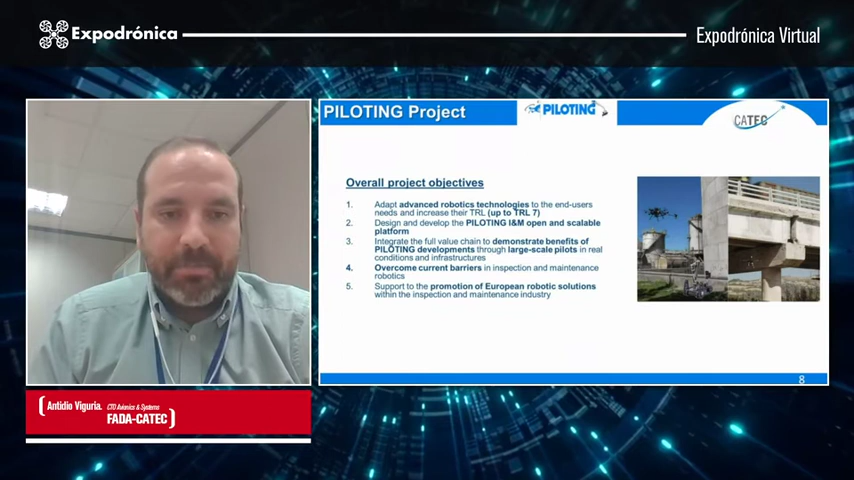 Expodrónica
Expodrónica Virtual
PILOTING Project
PILOTING
CATEC
Overall project objectives
1. Adapt advanced robotics technologies to the end-users
needs and increase their TRL (up to TRL 7)
2. Design and develop the PILOTING I&M open and scalable
platform
3. Integrate the full value chain to demonstrate benefits of
PILOTING developments through large-scale pilots in real
conditions and infrastructures
4. Overcome current barriers in inspection and maintenance
robotics
5. Support to the promotion of European robotic solutions
within the inspection and maintenance industry
8
Antidio Viguria. CTO Avionics & Systems
FADA-CATEC